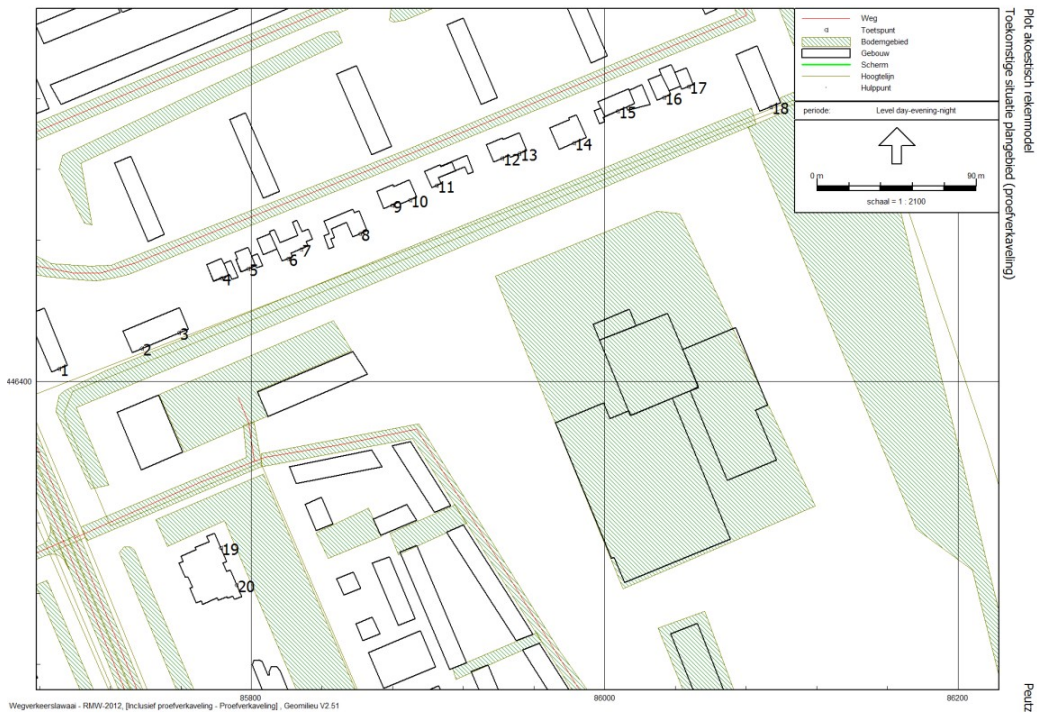 Plot akoestisch rekenmodel
Toekomstige situatie plangebied (proefverkaveling)
Weg
Toetspunt
Bodemgebied
Gebouw
Scherm
Hoogtelijn
Hulppunt
periode: Level day-evening-night
0 m 90 m
schaal = 1 : 2100
1
2
3
4
5
6
7
8
9
10
11
12
13
14
15
16
17
18
19
20
446400
85800
86000
86200
Wegverkeerslawaai - RMW-2012, [Inclusief proefverkaveling - Proefverkaveling] , Geomilieu V2.51
Peutz